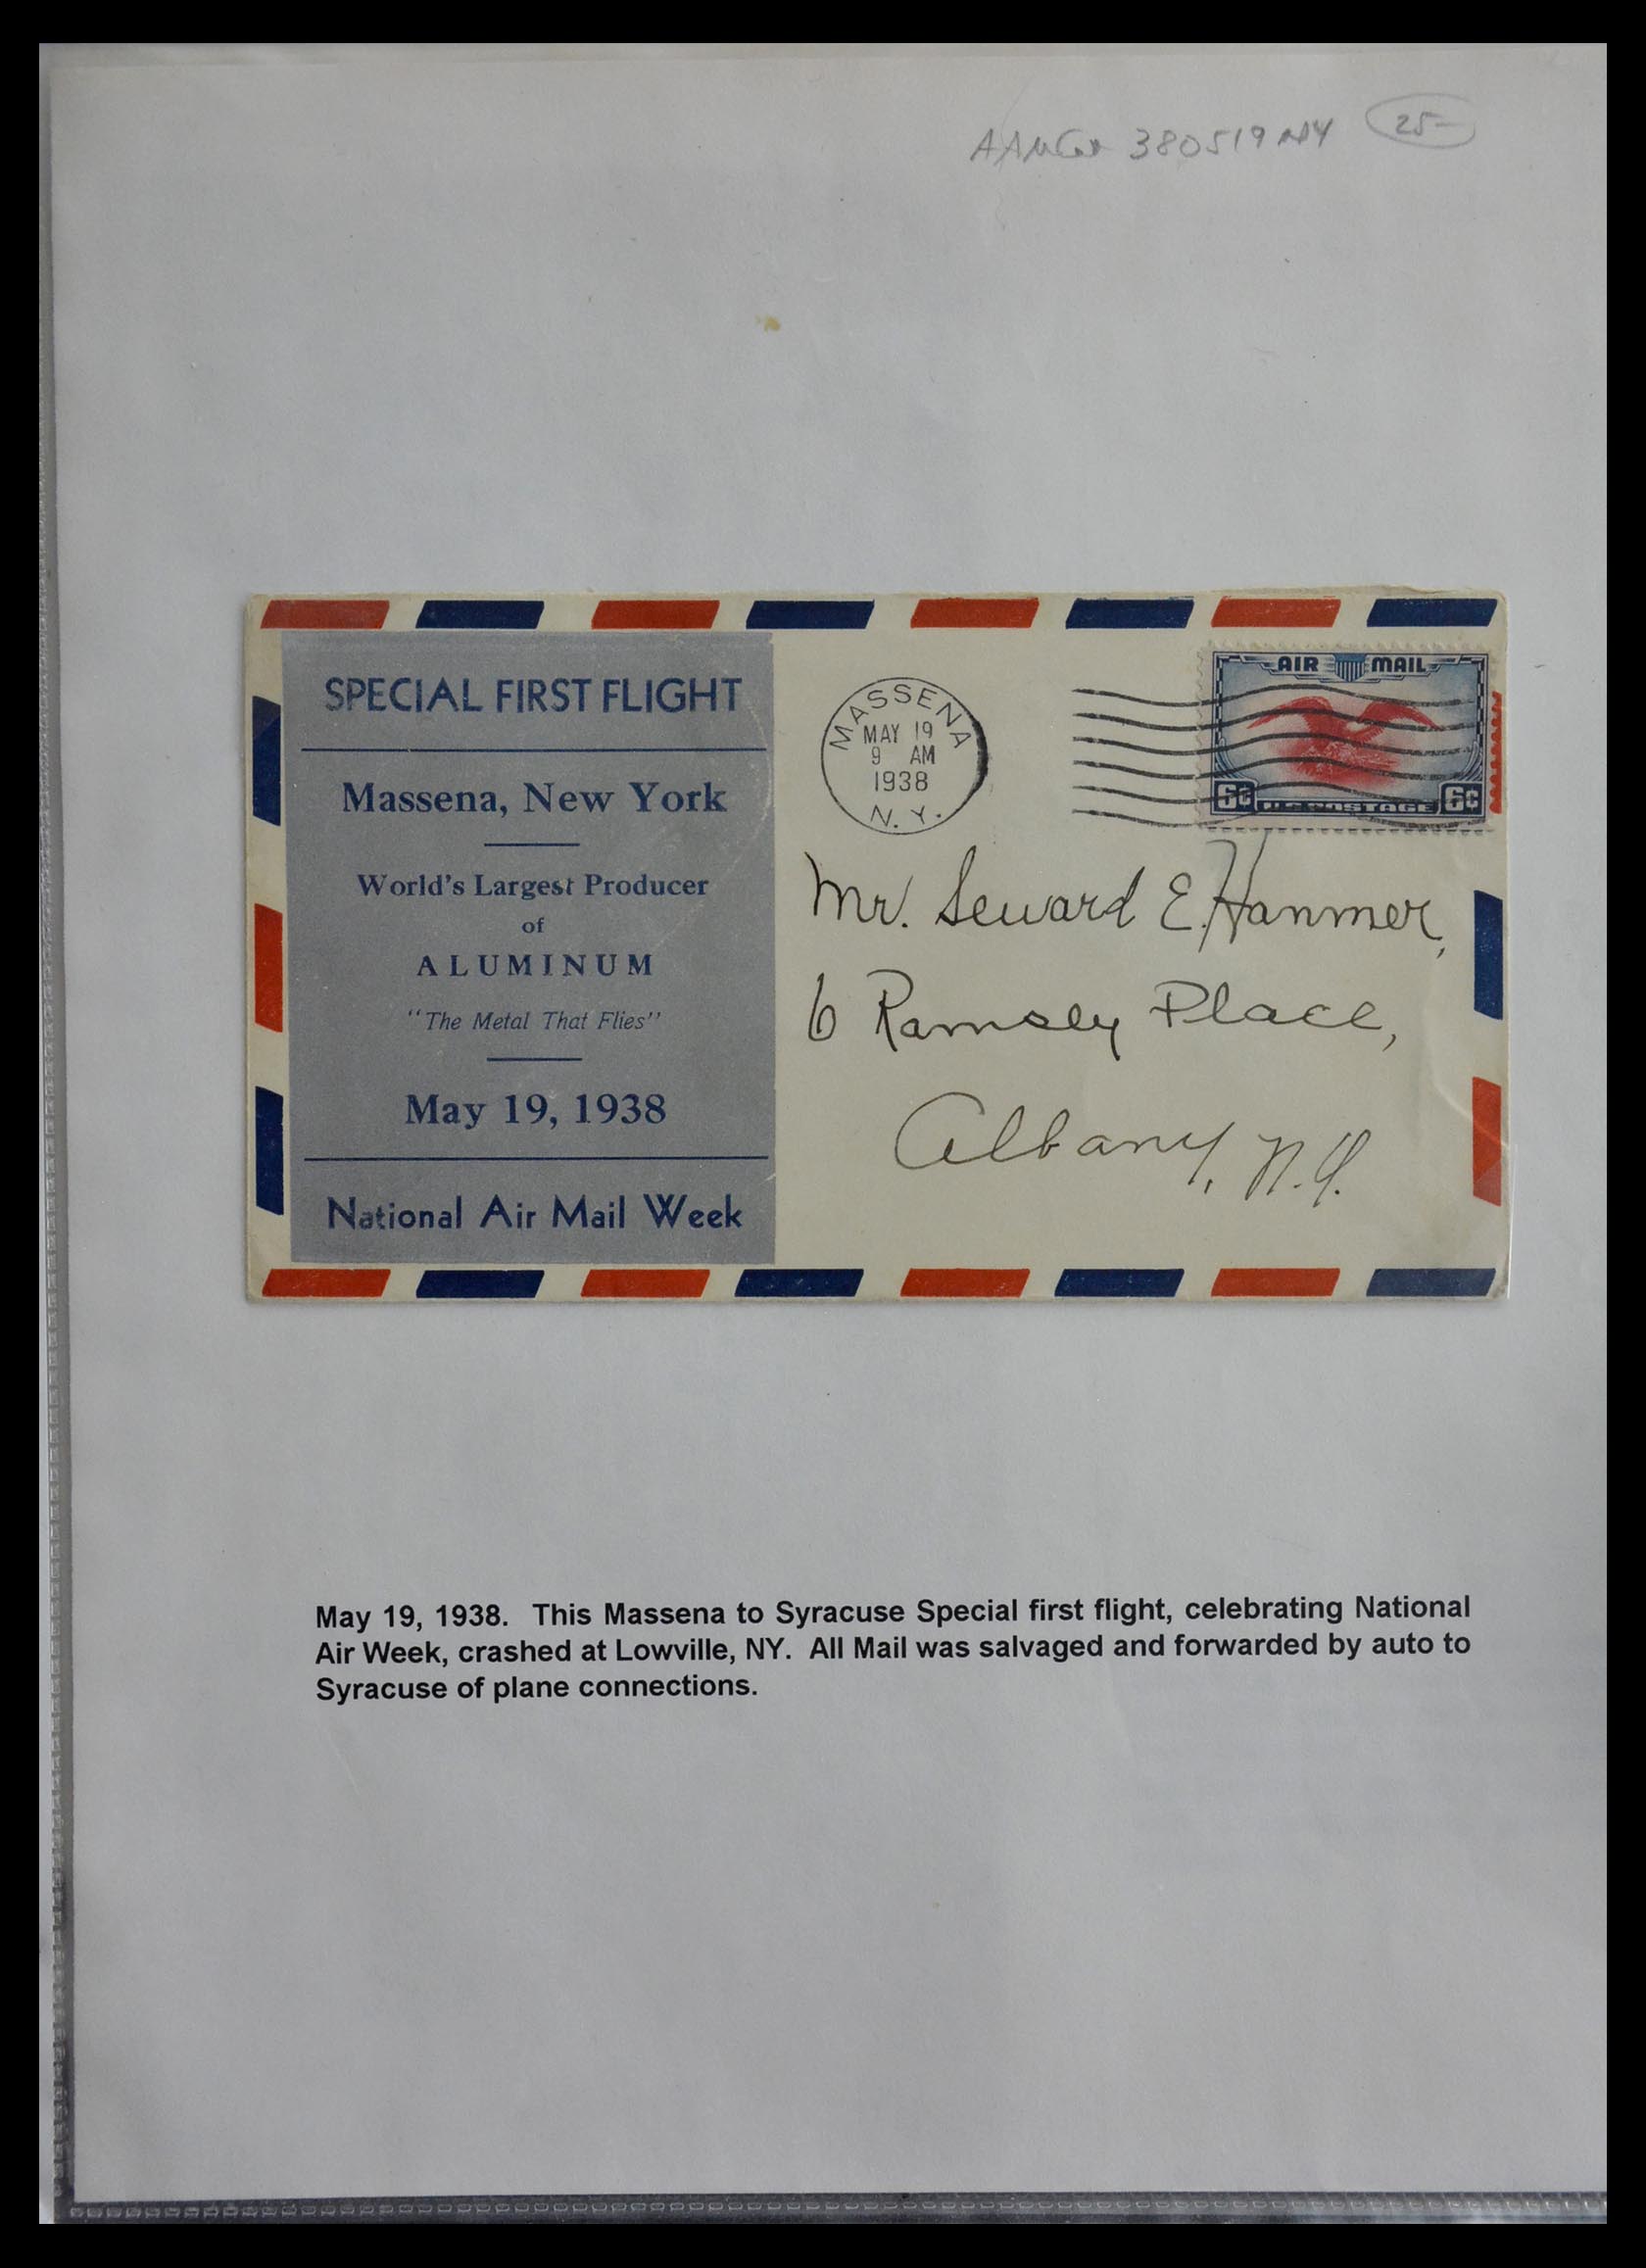 380519 25-
SPECIAL FIRST FLIGHT
Massena, New York
World's Largest Producer
of
ALUMINUM
"The Metal That Flies"
May 19, 1938
National Air Mail Week
MASSENA
MAY 19
9 AM
1938
N. Y.
AIR MAIL
6¢ U.S. POSTAGE 6¢
Mr. Seward E. Hanmer,
6 Ramsey Place,
Albany, N.Y.
May 19, 1938. This Massena to Syracuse Special first flight, celebrating National
Air Week, crashed at Lowville, NY. All Mail was salvaged and forwarded by auto to
Syracuse of plane connections.